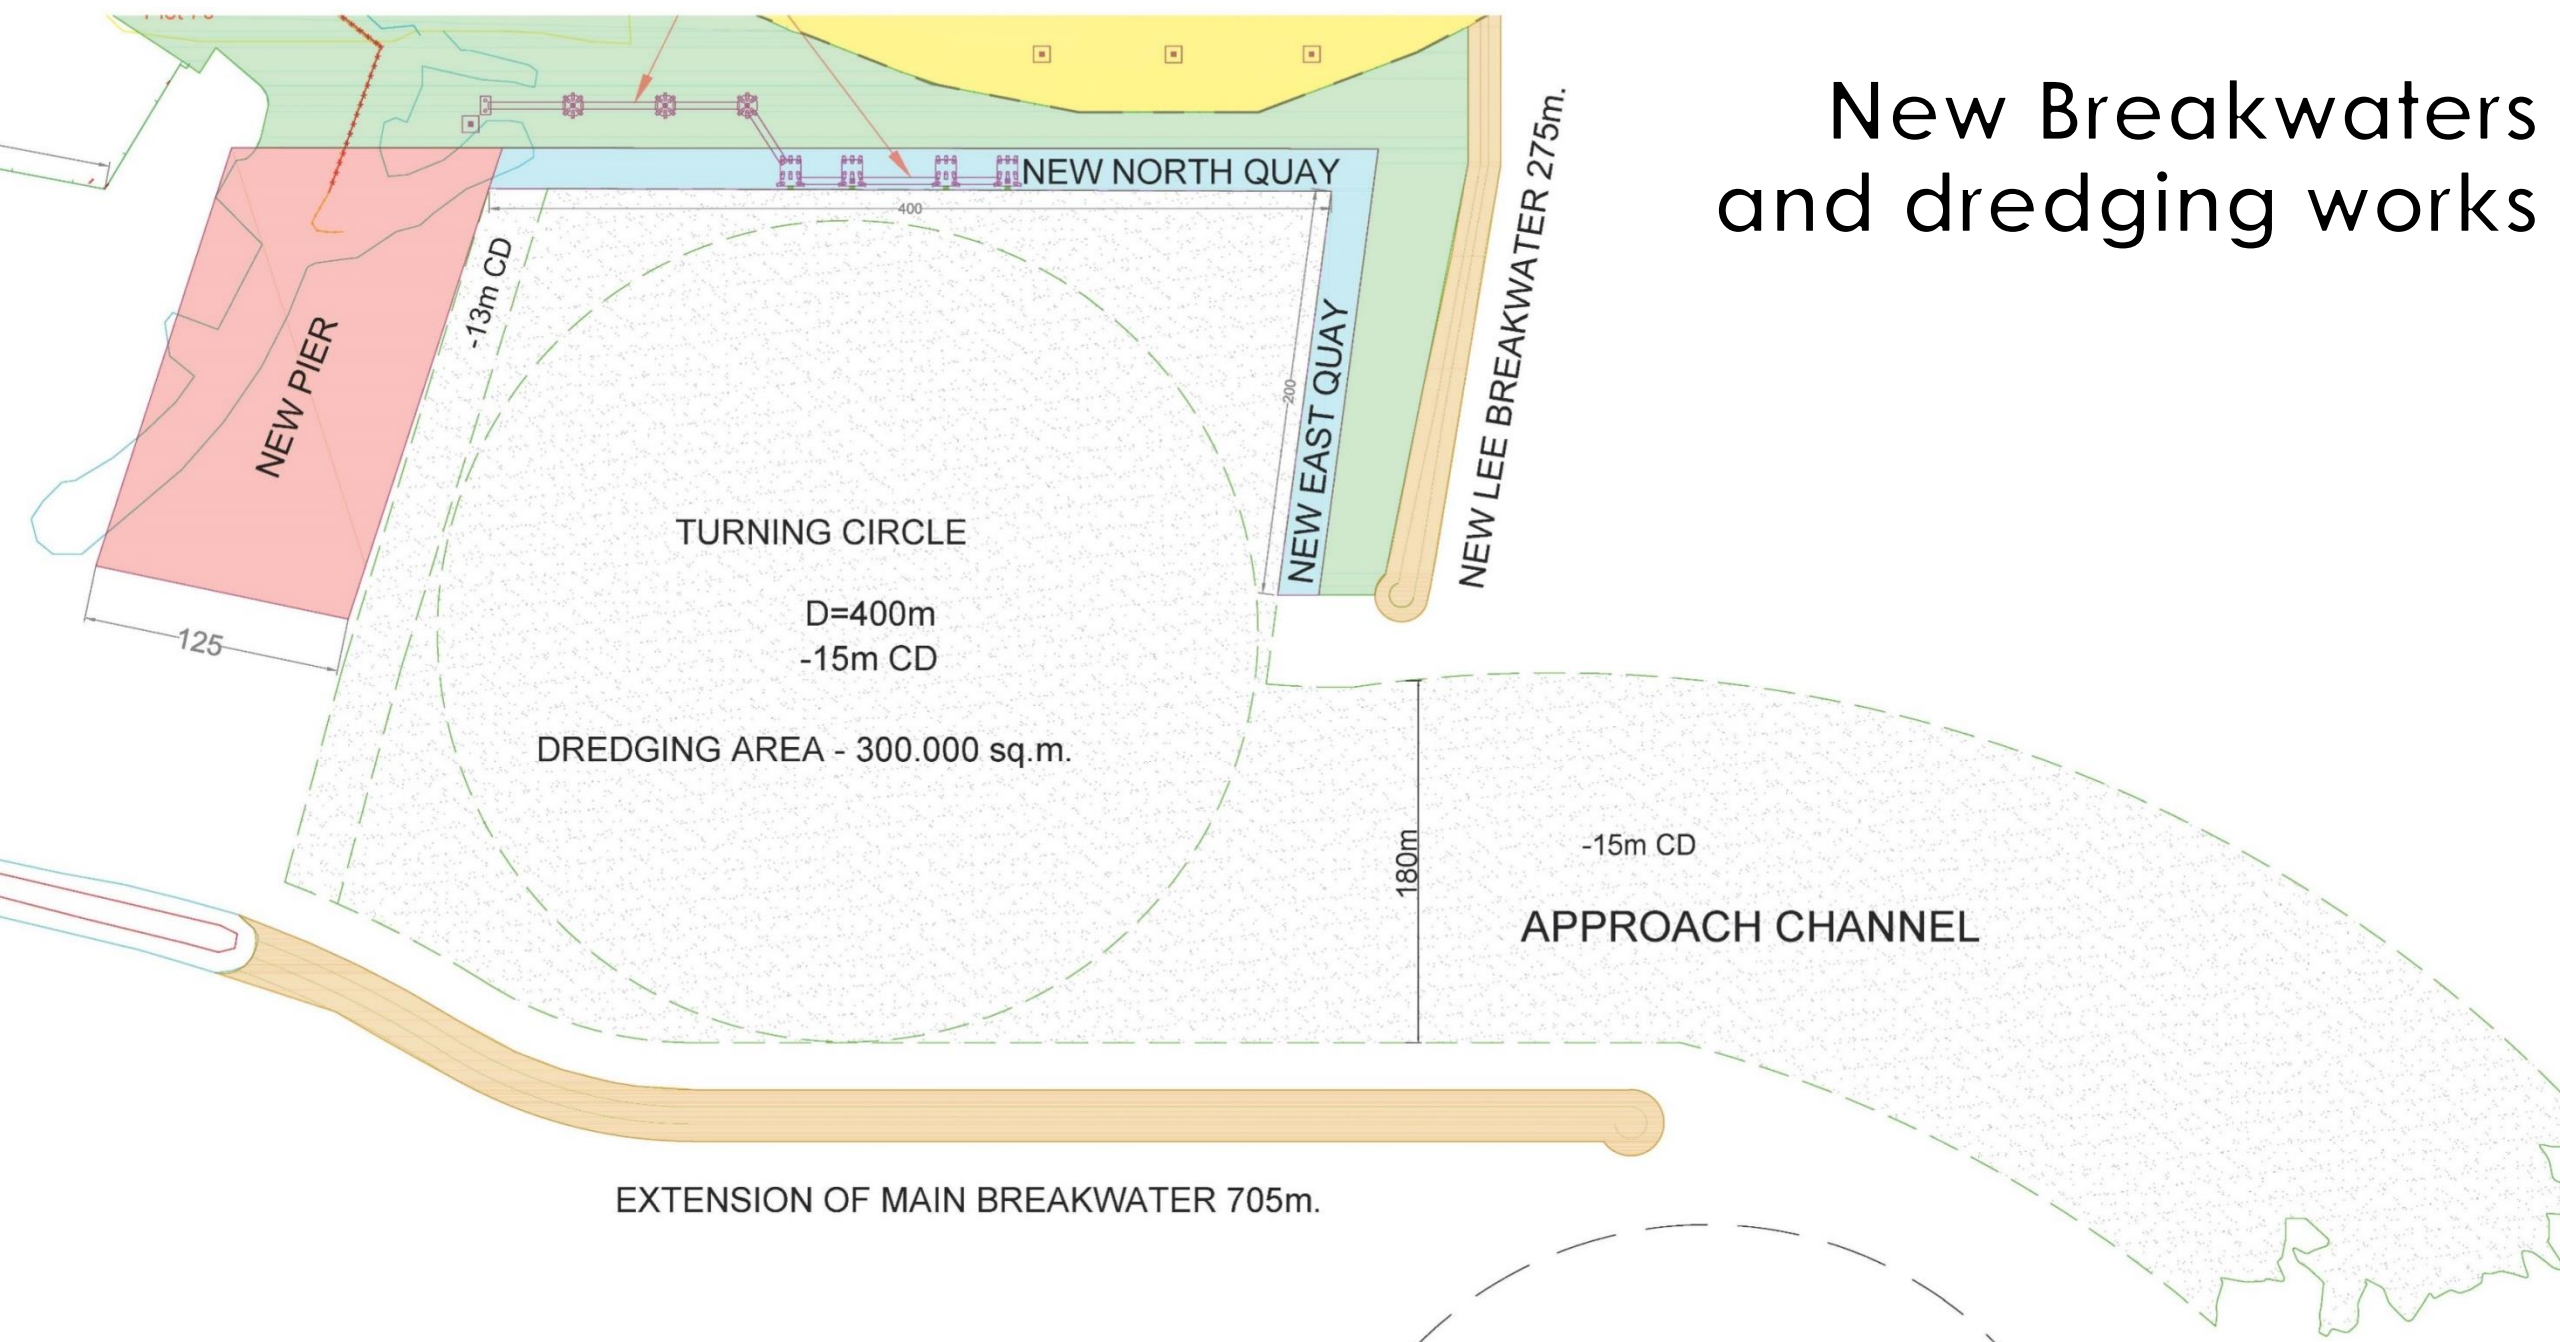 New Breakwaters
and dredging works
NEW NORTH QUAY
400
-13m CD
NEW PIER
125
200
NEW EAST QUAY
NEW LEE BREAKWATER 275m.
TURNING CIRCLE
D=400m
-15m CD
DREDGING AREA - 300.000 sq.m.
180m
-15m CD
APPROACH CHANNEL
EXTENSION OF MAIN BREAKWATER 705m.